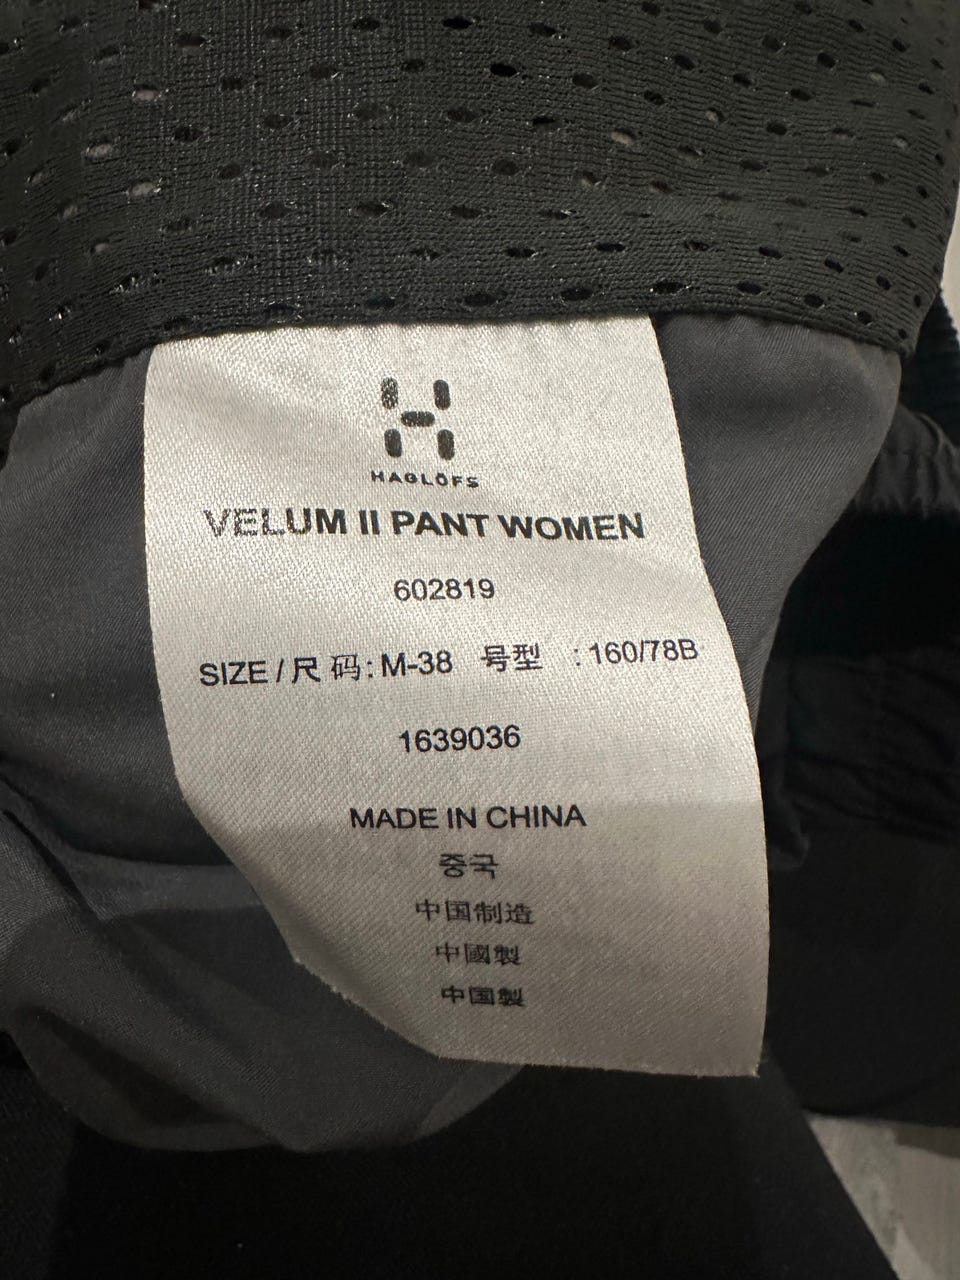 HAGLÖFS
VELUM II PANT WOMEN
602819
SIZE / 尺 码: M-38 号型 : 160/78B
1639036
MADE IN CHINA
중국
中国制造
中國製
中国製